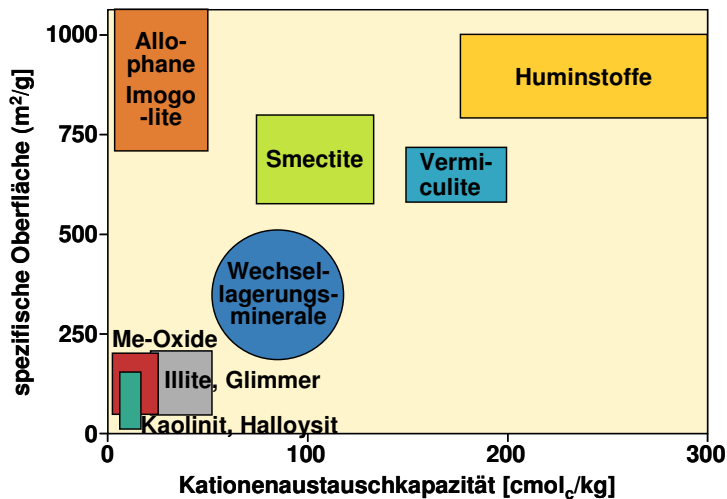 spezifische Oberfläche (m²/g)
1000
750
500
250
0
Allo-
phane
Imogo
-lite
Huminstoffe
Smectite
Vermi-
culite
Wechsel-
lagerungs-
minerale
Me-Oxide
Illite, Glimmer
Kaolinit, Halloysit
0
100
200
300
Kationenaustauschkapazität [cmolc/kg]